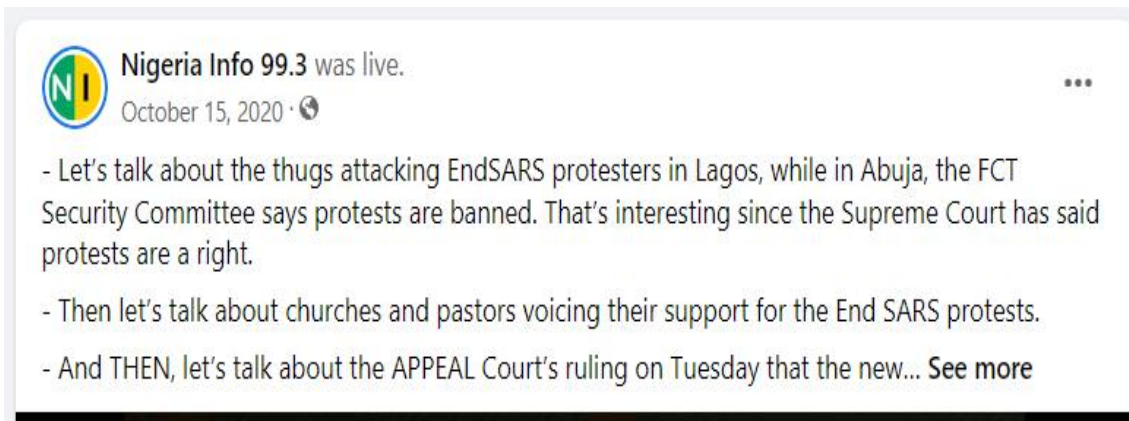 NI
Nigeria Info 99.3 was live.
October 15, 2020 ·
- Let's talk about the thugs attacking EndSARS protesters in Lagos, while in Abuja, the FCT
Security Committee says protests are banned. That's interesting since the Supreme Court has said
protests are a right.
- Then let's talk about churches and pastors voicing their support for the End SARS protests.
- And THEN, let's talk about the APPEAL Court's ruling on Tuesday that the new... See more